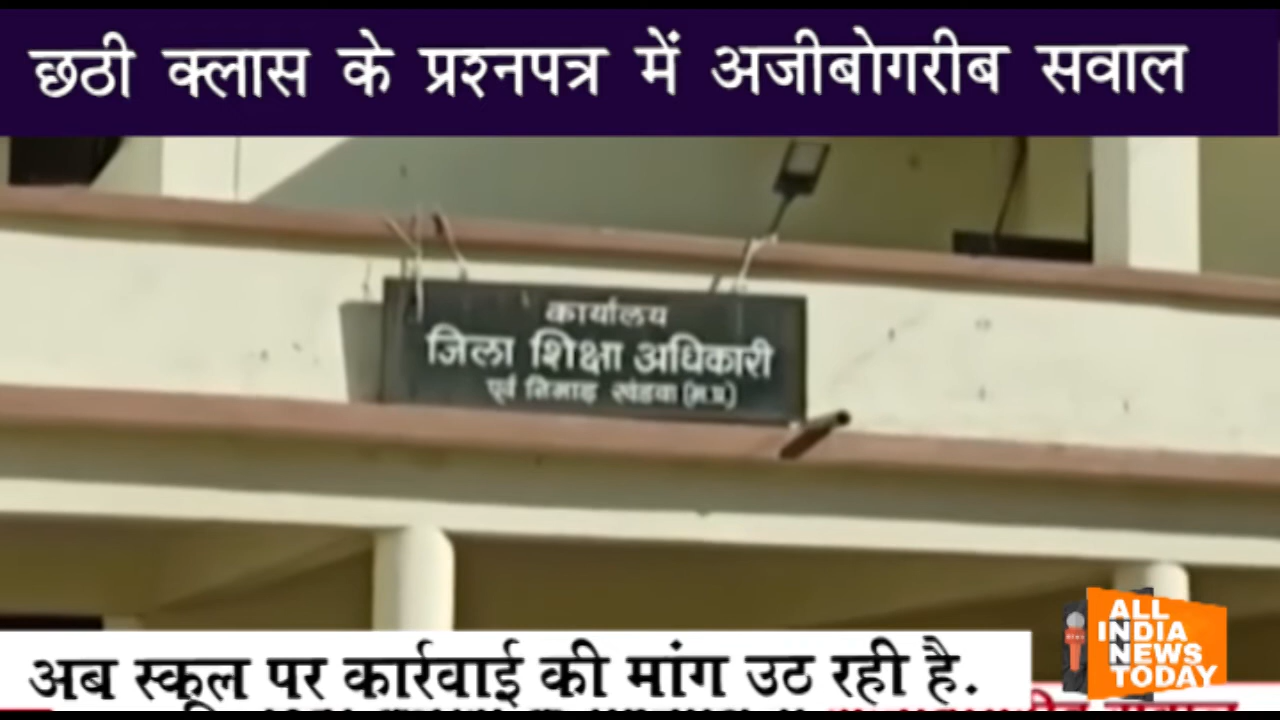 छठी क्लास के प्रश्नपत्र में अजीबोगरीब सवाल
कार्यालय
जिला शिक्षा अधिकारी
पूर्व निमाड़ खंडवा (म.प्र)
अब स्कूल पर कार्रवाई की मांग उठ रही है.
ALL
INDIA
NEWS
TODAY